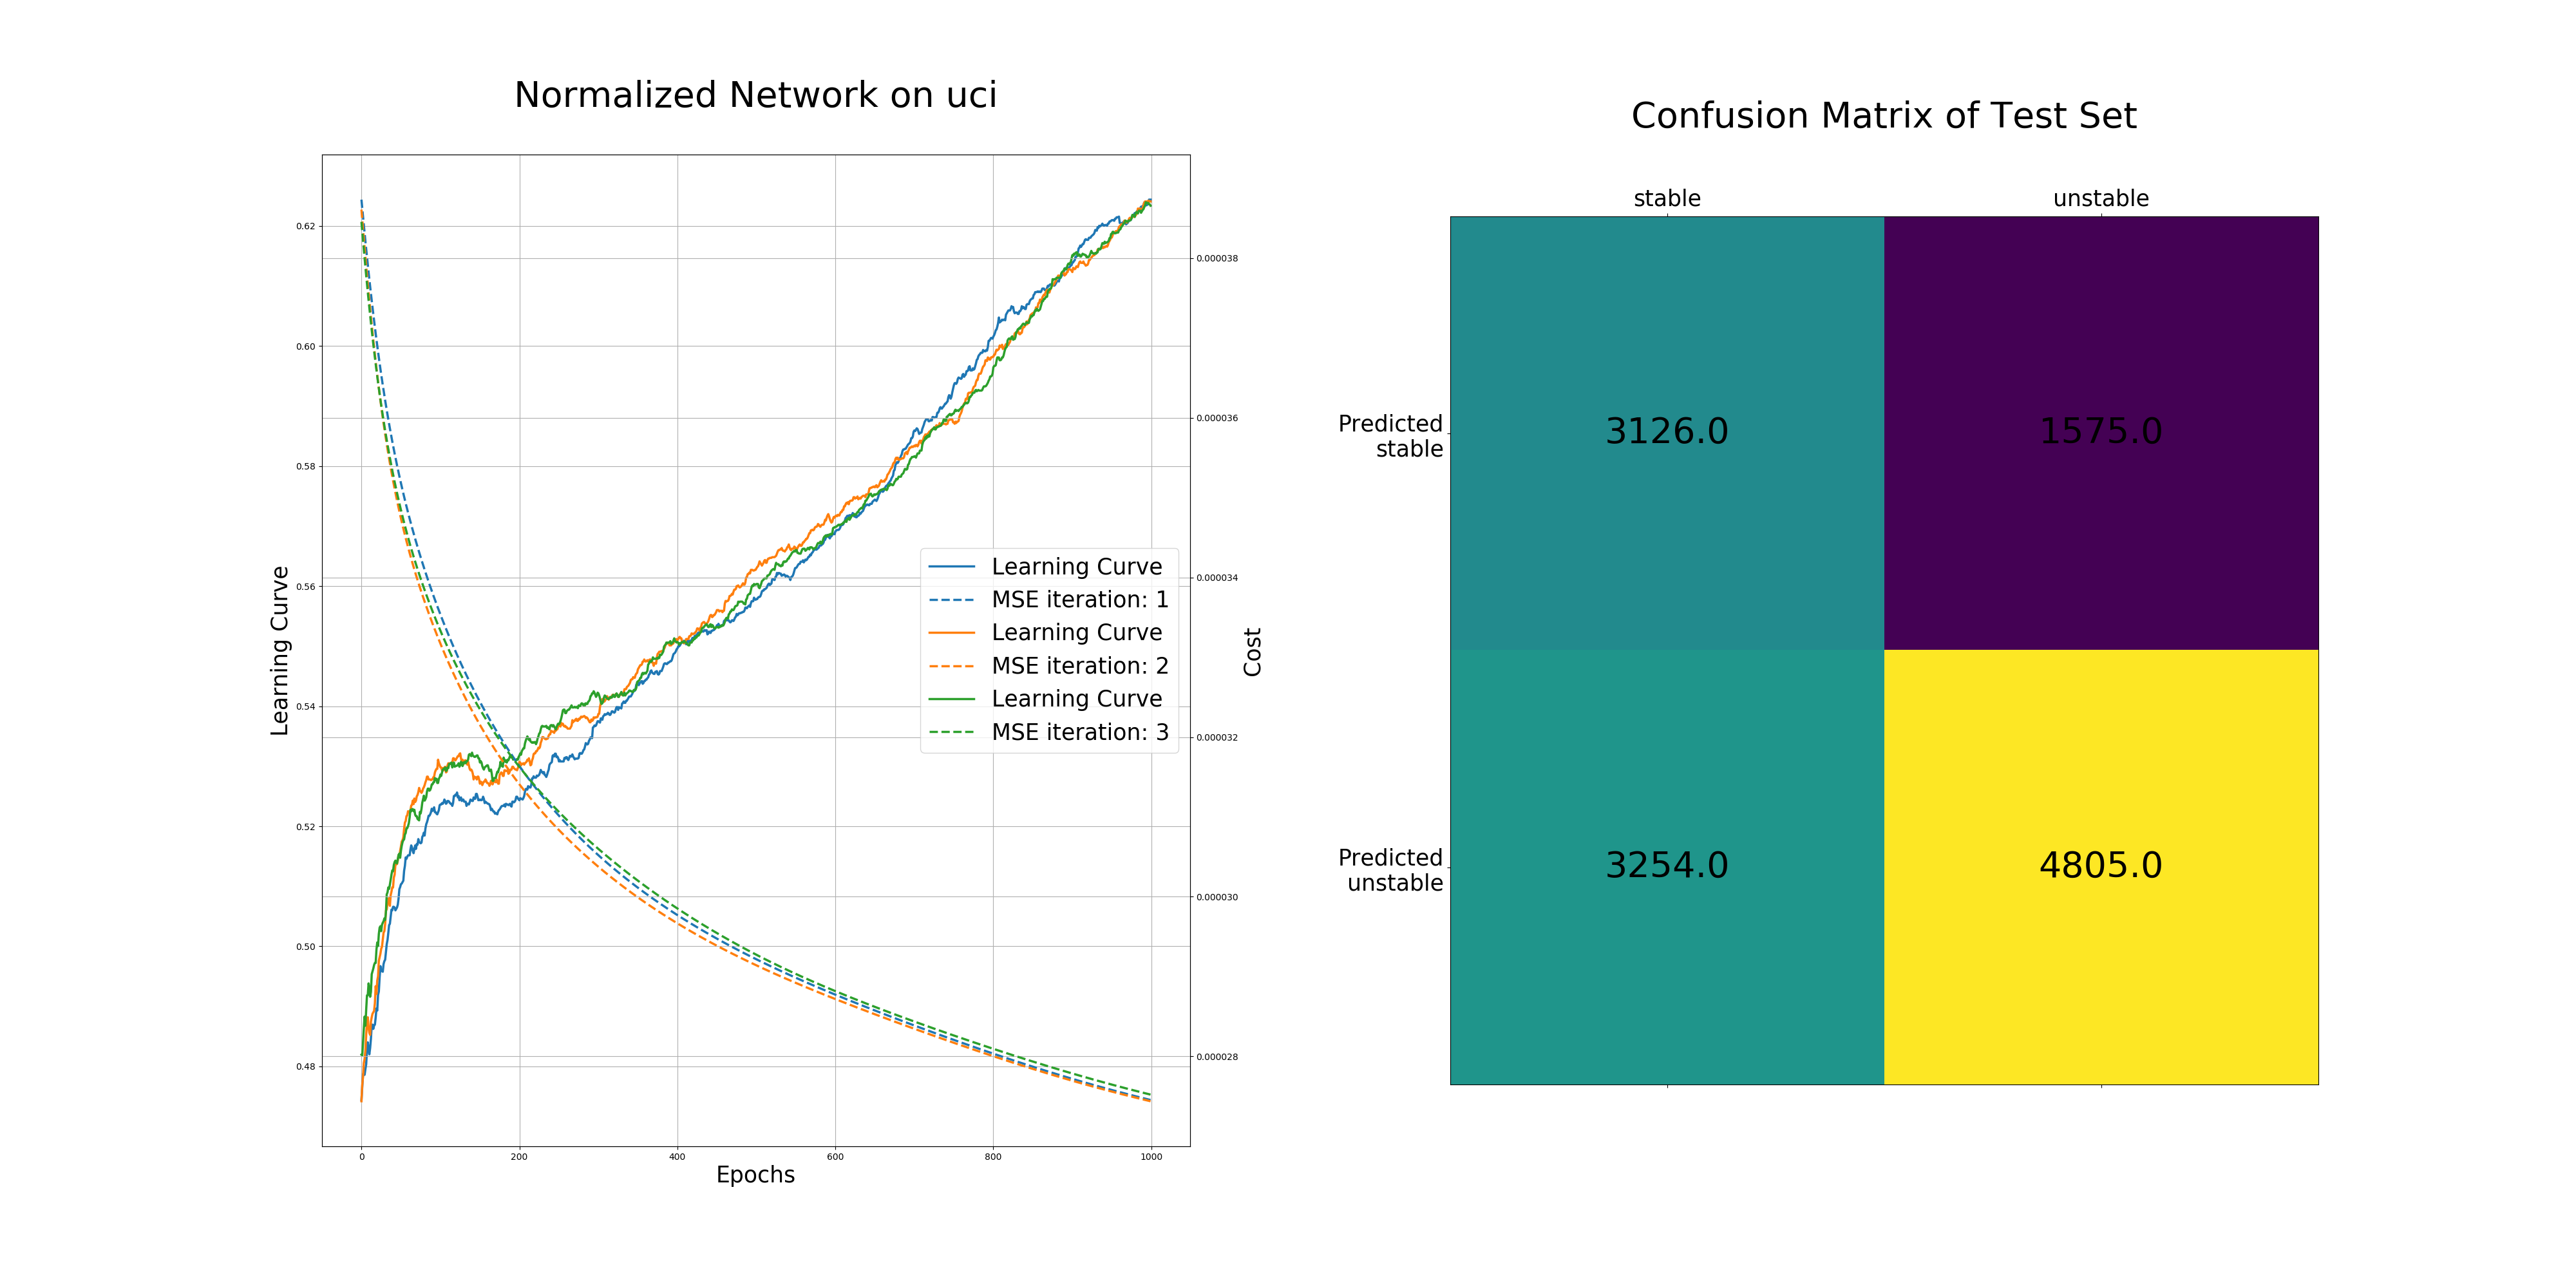 Normalized Network on uci
Learning Curve
0.62
0.60
0.58
0.56
0.54
0.52
0.50
0.48
0.000038
0.000036
0.000034
0.000032
0.000030
0.000028
Cost
Learning Curve
MSE iteration: 1
Learning Curve
MSE iteration: 2
Learning Curve
MSE iteration: 3
0 200 400 600 800 1000
Epochs
Confusion Matrix of Test Set
stable unstable
Predicted
stable
3126.0 1575.0
Predicted
unstable
3254.0 4805.0